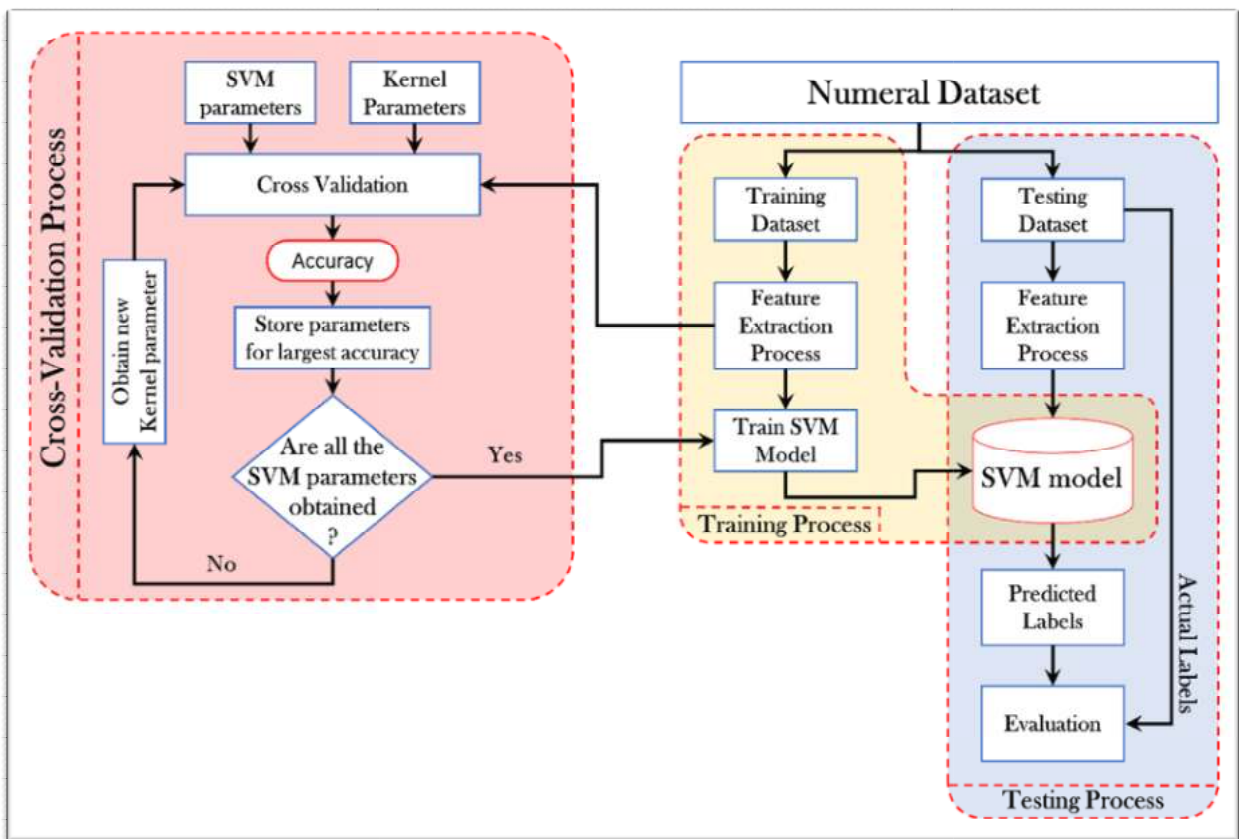 Cross-Validation Process
SVM
parameters
Kernel
Parameters
Cross Validation
Accuracy
Store parameters
for largest accuracy
Obtain new
Kernel parameter
Are all the
SVM parameters
obtained
?
Yes
No
Numeral Dataset
Training
Dataset
Feature
Extraction
Process
Train SVM
Model
Training Process
Testing
Dataset
Feature
Extraction
Process
SVM model
Predicted
Labels
Actual Labels
Evaluation
Testing Process